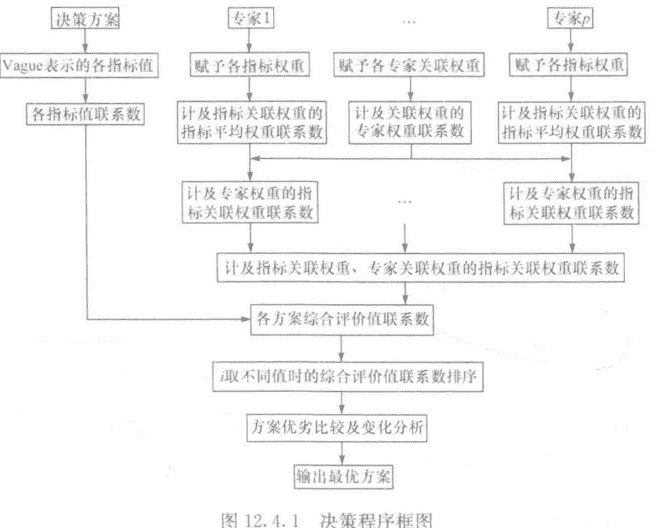 决策方案
专家1
…
专家p
Vague表示的各指标值
赋予各指标权重
赋予各专家关联权重
赋予各指标权重
各指标值联系数
计及指标关联权重的
指标平均权重联系数
计及关联权重的
专家权重联系数
计及指标关联权重的
指标平均权重联系数
计及专家权重的指
标关联权重联系数
…
计及专家权重的指
标关联权重联系数
计及指标关联权重、专家关联权重的指标关联权重联系数
各方案综合评价值联系数
i取不同值时的综合评价值联系数排序
方案优劣比较及变化分析
输出最优方案
图 12.4.1 决策程序框图